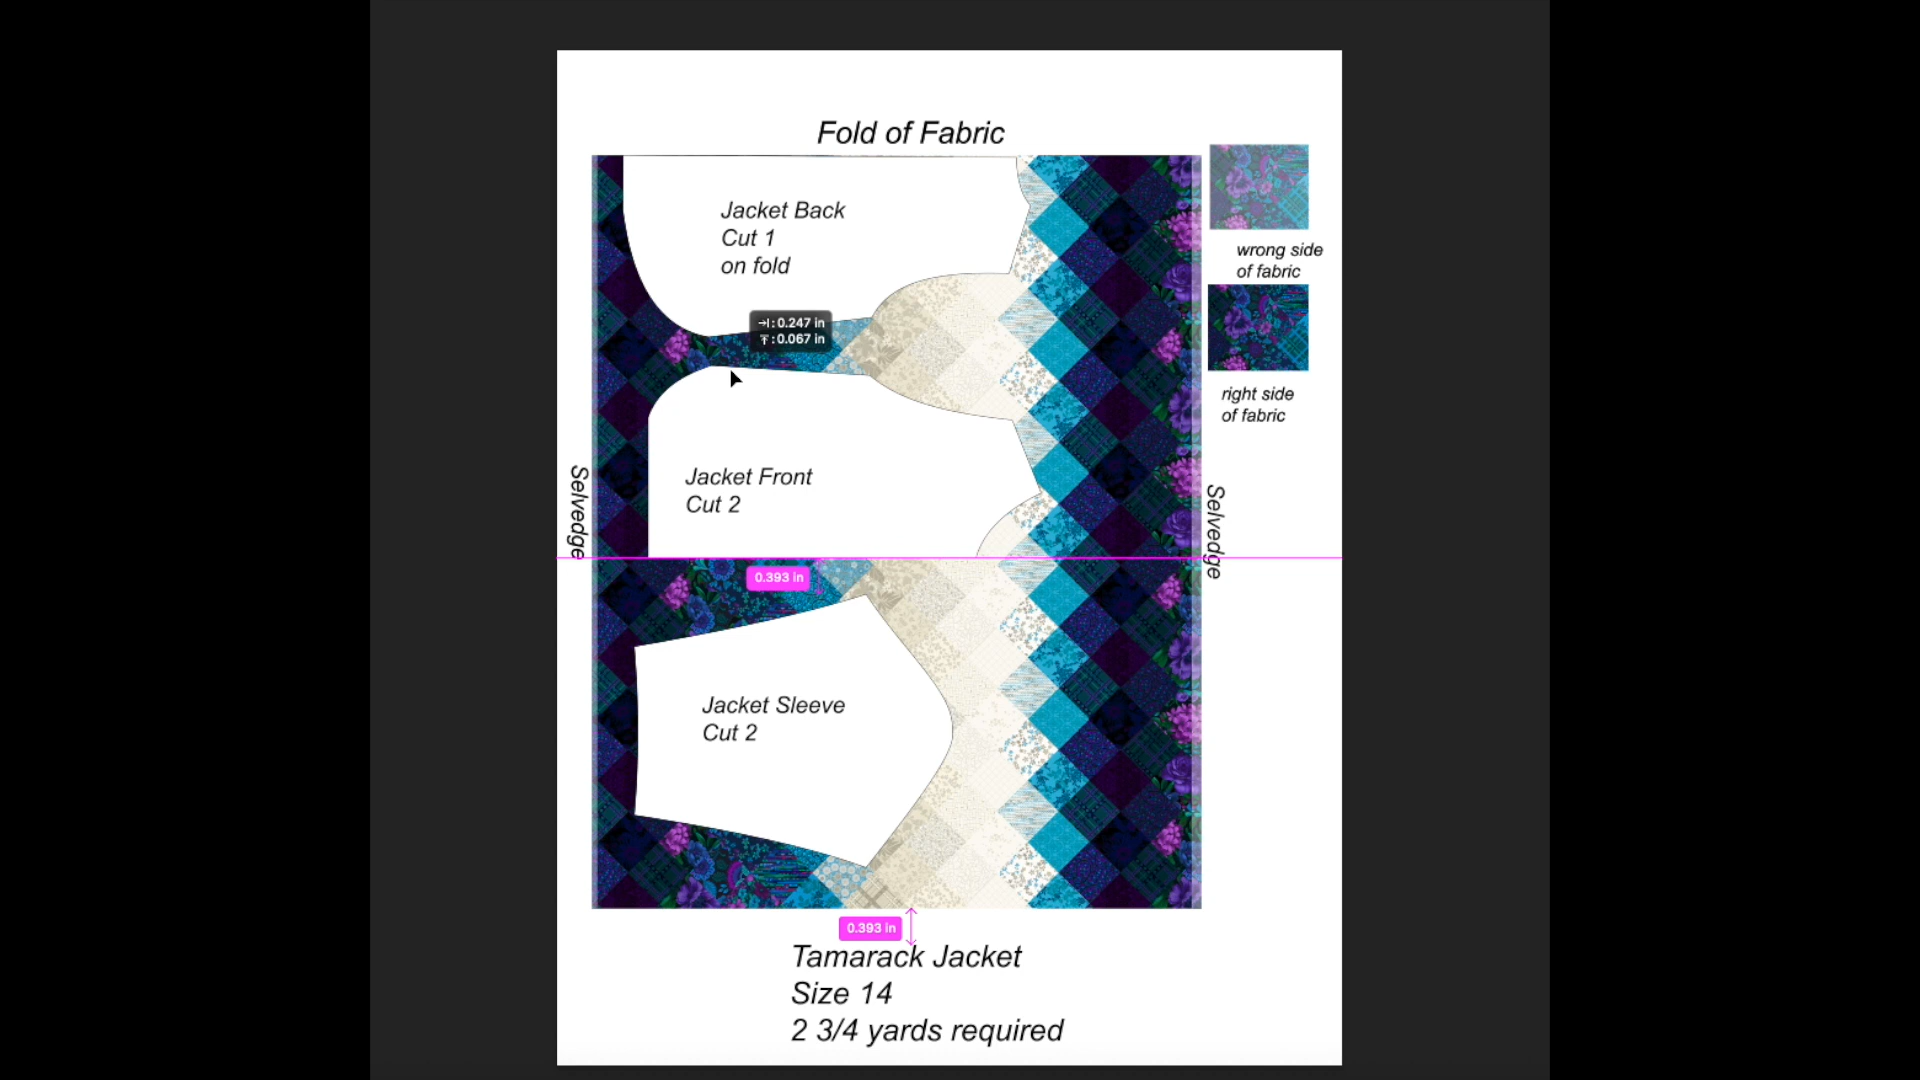 Fold of Fabric
Jacket Back
Cut 1
on fold
wrong side
of fabric
→I: 0.247 in
: 0.067 in
right side
of fabric
Jacket Front
Cut 2
Selvedge
Selvedge
0.393 in
Jacket Sleeve
Cut 2
0.393 in
Tamarack Jacket
Size 14
2 3/4 yards required